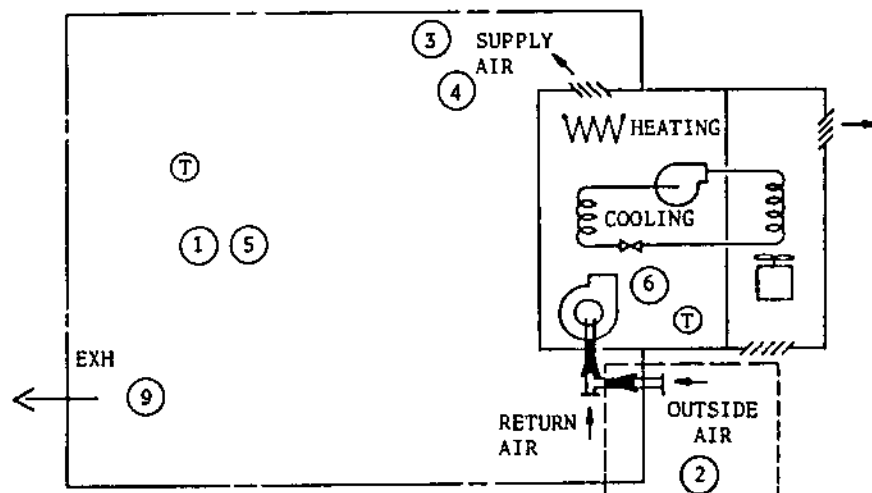 3
SUPPLY
AIR
4
HEATING
T
COOLING
1
5
6
T
EXH
9
RETURN
AIR
OUTSIDE
AIR
2